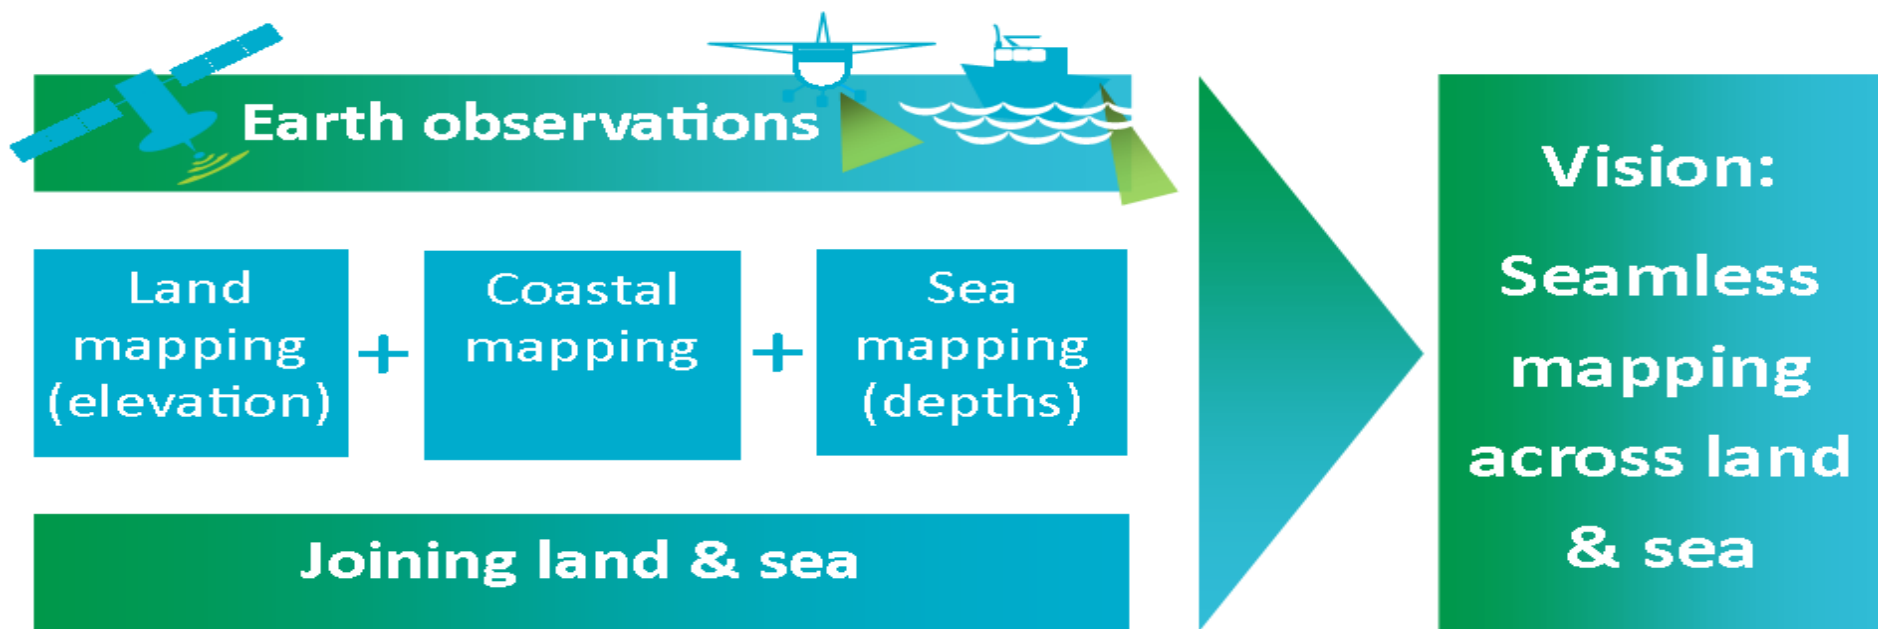 Earth observations
Land
mapping
(elevation)
+
Coastal
mapping
+
Sea
mapping
(depths)
Joining land & sea
Vision:
Seamless
mapping
across land
& sea